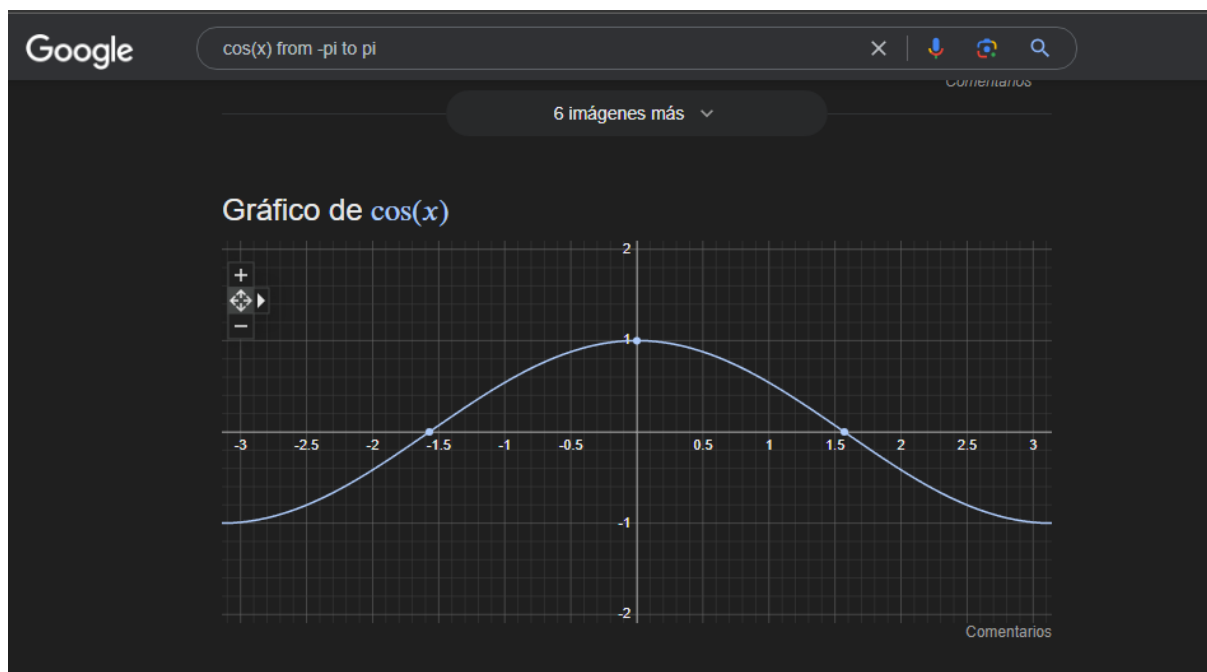 Google
cos(x) from -pi to pi
Comentarios
6 imágenes más
Gráfico de cos(x)
2
+
−
1
-3 -2.5 -2 -1.5 -1 -0.5 0.5 1 1.5 2 2.5 3
-1
-2
Comentarios